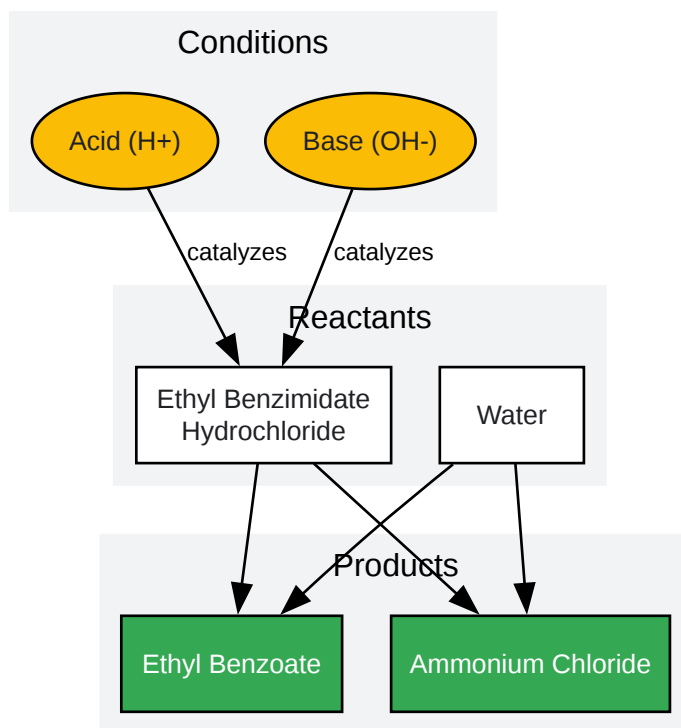 Conditions
Acid (H+)
Base (OH-)
catalyzes
catalyzes
Reactants
Ethyl Benzimidate
Hydrochloride
Water
Products
Ethyl Benzoate
Ammonium Chloride